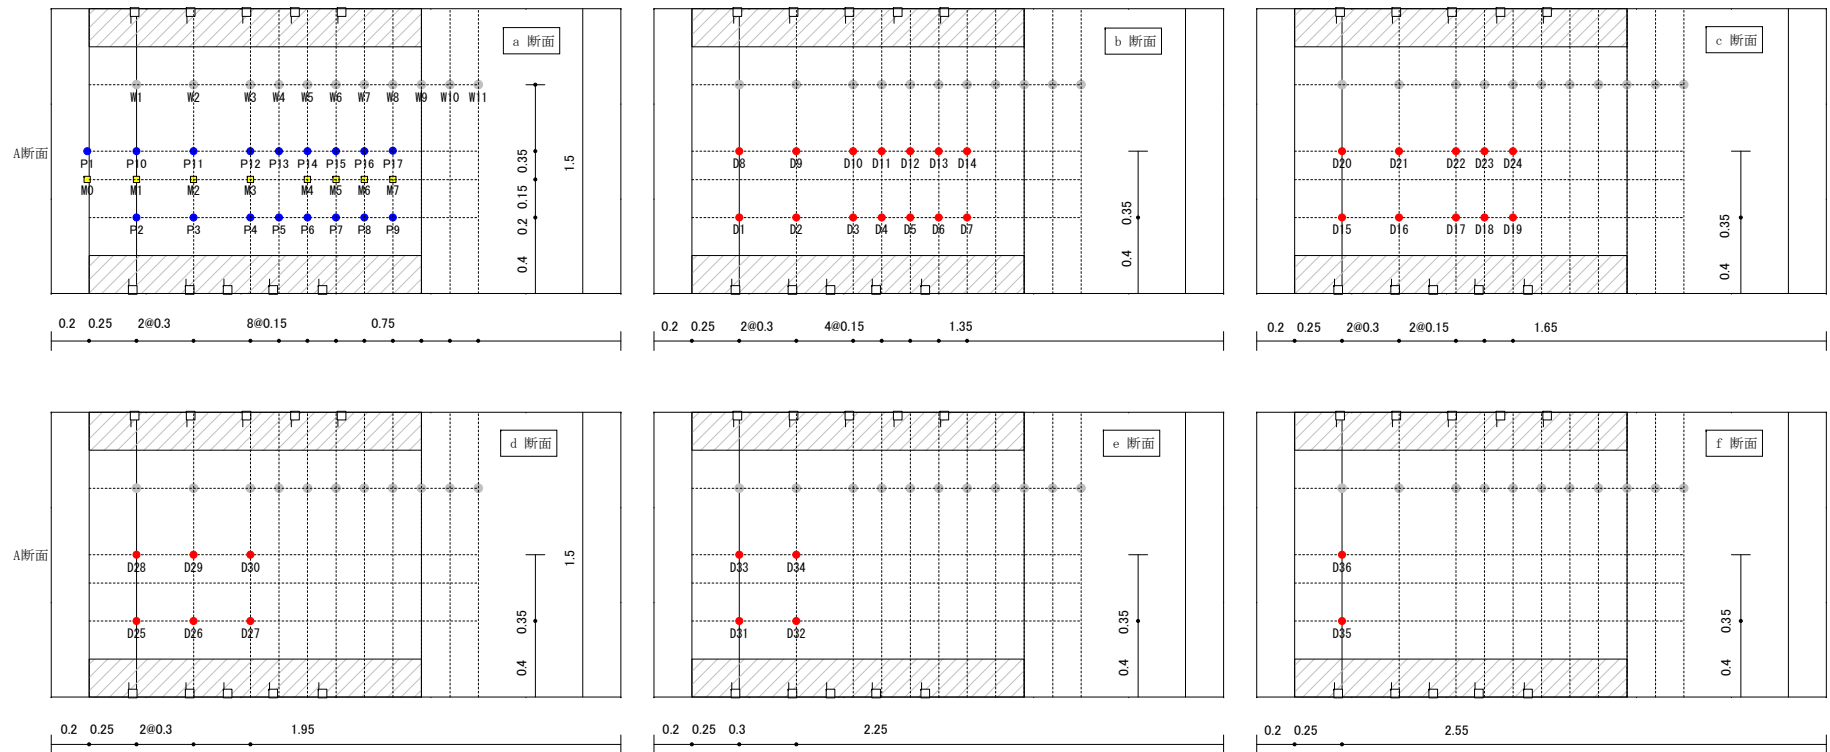 a 断面
b 断面
c 断面
W1 W2 W3 W4 W5 W6 W7 W8 W9 W10 W11
A断面
P1 P10 P11 P12 P13 P14 P15 P16 P17
M0 M1 M2 M3 M4 M5 M6 M7
P2 P3 P4 P5 P6 P7 P8 P9
0.35
0.15
0.2
0.4
1.5
D8 D9 D10 D11 D12 D13 D14
D1 D2 D3 D4 D5 D6 D7
0.35
0.4
D20 D21 D22 D23 D24
D15 D16 D17 D18 D19
0.35
0.4
0.2 0.25 2@0.3 8@0.15 0.75
0.2 0.25 2@0.3 4@0.15 1.35
0.2 0.25 2@0.3 2@0.15 1.65
d 断面
e 断面
f 断面
A断面
D28 D29 D30
D25 D26 D27
0.35
0.4
1.5
D33 D34
D31 D32
0.35
0.4
D36
D35
0.35
0.4
0.2 0.25 2@0.3 1.95
0.2 0.25 0.3 2.25
0.2 0.25 2.55